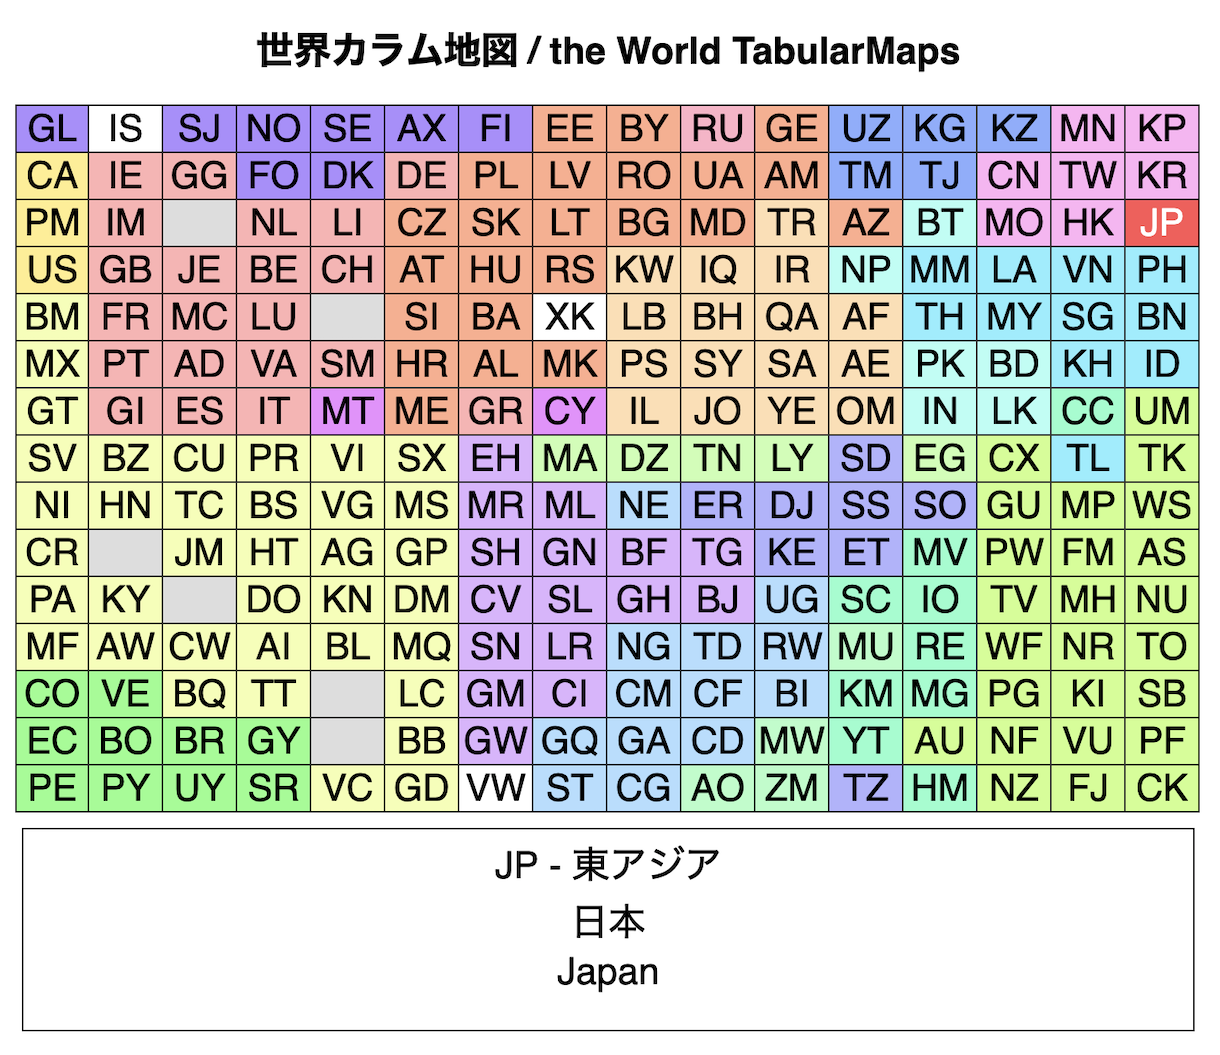 世界カラム地図 / the World TabularMaps
GL IS SJ NO SE AX FI EE BY RU GE UZ KG KZ MN KP
CA IE GG FO DK DE PL LV RO UA AM TM TJ CN TW KR
PM IM NL LI CZ SK LT BG MD TR AZ BT MO HK JP
US GB JE BE CH AT HU RS KW IQ IR NP MM LA VN PH
BM FR MC LU SI BA XK LB BH QA AF TH MY SG BN
MX PT AD VA SM HR AL MK PS SY SA AE PK BD KH ID
GT GI ES IT MT ME GR CY IL JO YE OM IN LK CC UM
SV BZ CU PR VI SX EH MA DZ TN LY SD EG CX TL TK
NI HN TC BS VG MS MR ML NE ER DJ SS SO GU MP WS
CR JM HT AG GP SH GN BF TG KE ET MV PW FM AS
PA KY DO KN DM CV SL GH BJ UG SC IO TV MH NU
MF AW CW AI BL MQ SN LR NG TD RW MU RE WF NR TO
CO VE BQ TT LC GM CI CM CF BI KM MG PG KI SB
EC BO BR GY BB GW GQ GA CD MW YT AU NF VU PF
PE PY UY SR VC GD VW ST CG AO ZM TZ HM NZ FJ CK
JP - 東アジア
日本
Japan